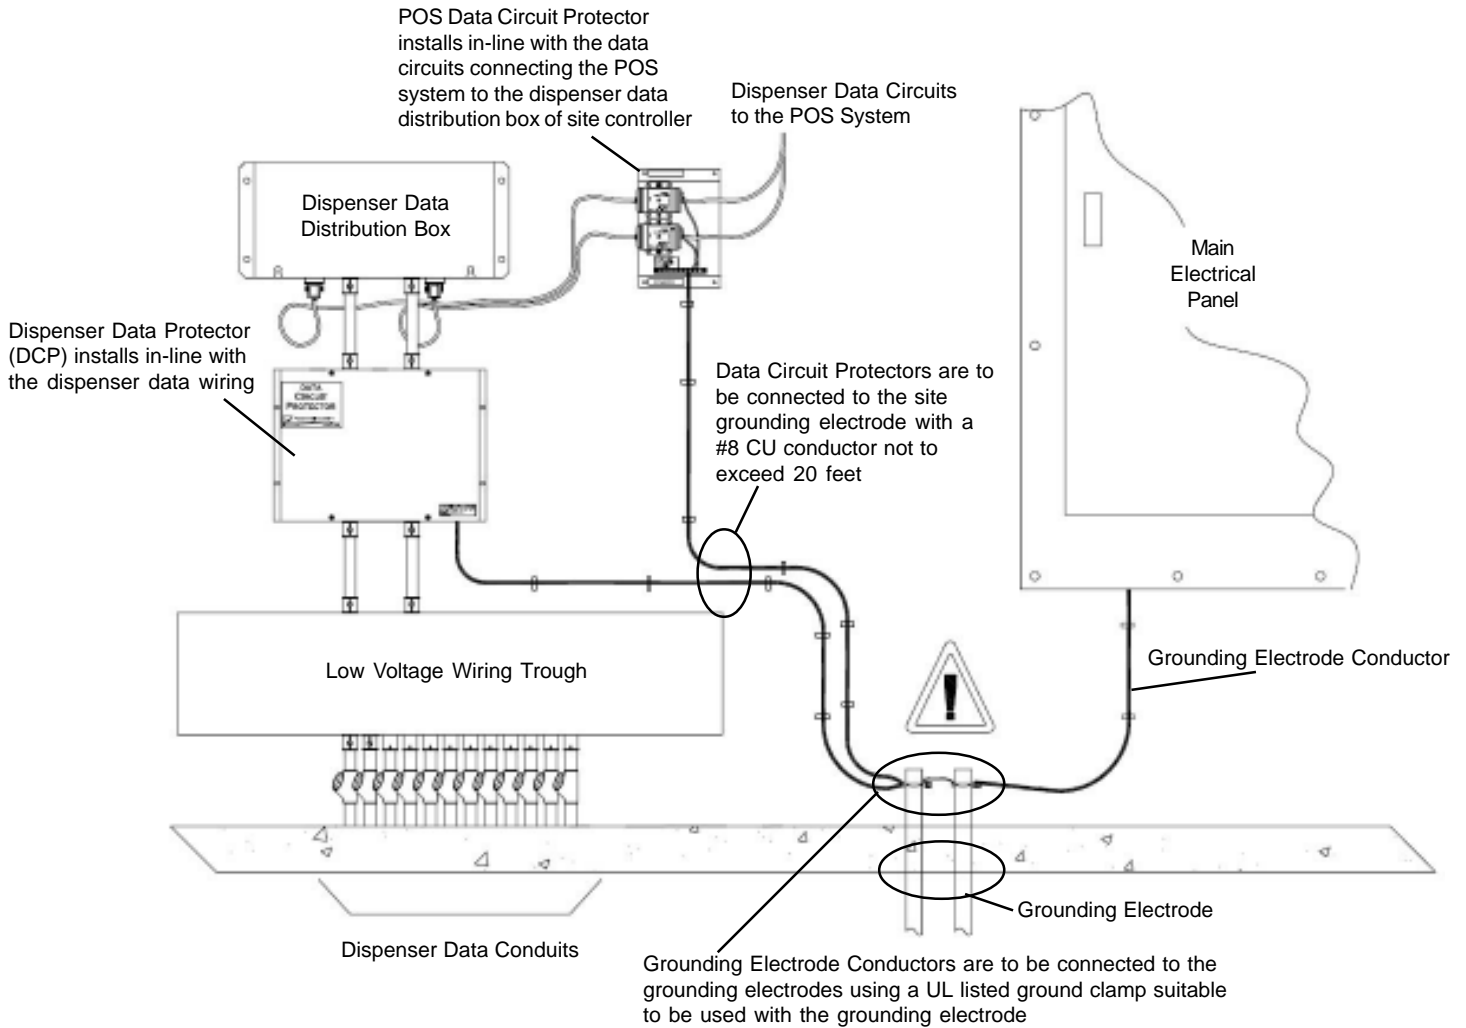 POS Data Circuit Protector
installs in-line with the data
circuits connecting the POS
system to the dispenser data
distribution box of site controller
Dispenser Data Circuits
to the POS System
Dispenser Data
Distribution Box
Main
Electrical
Panel
Dispenser Data Protector
(DCP) installs in-line with
the dispenser data wiring
DATA
CIRCUIT
PROTECTOR
Data Circuit Protectors are to
be connected to the site
grounding electrode with a
#8 CU conductor not to
exceed 20 feet
Low Voltage Wiring Trough
Grounding Electrode Conductor
!
Grounding Electrode
Dispenser Data Conduits
Grounding Electrode Conductors are to be connected to the
grounding electrodes using a UL listed ground clamp suitable
to be used with the grounding electrode